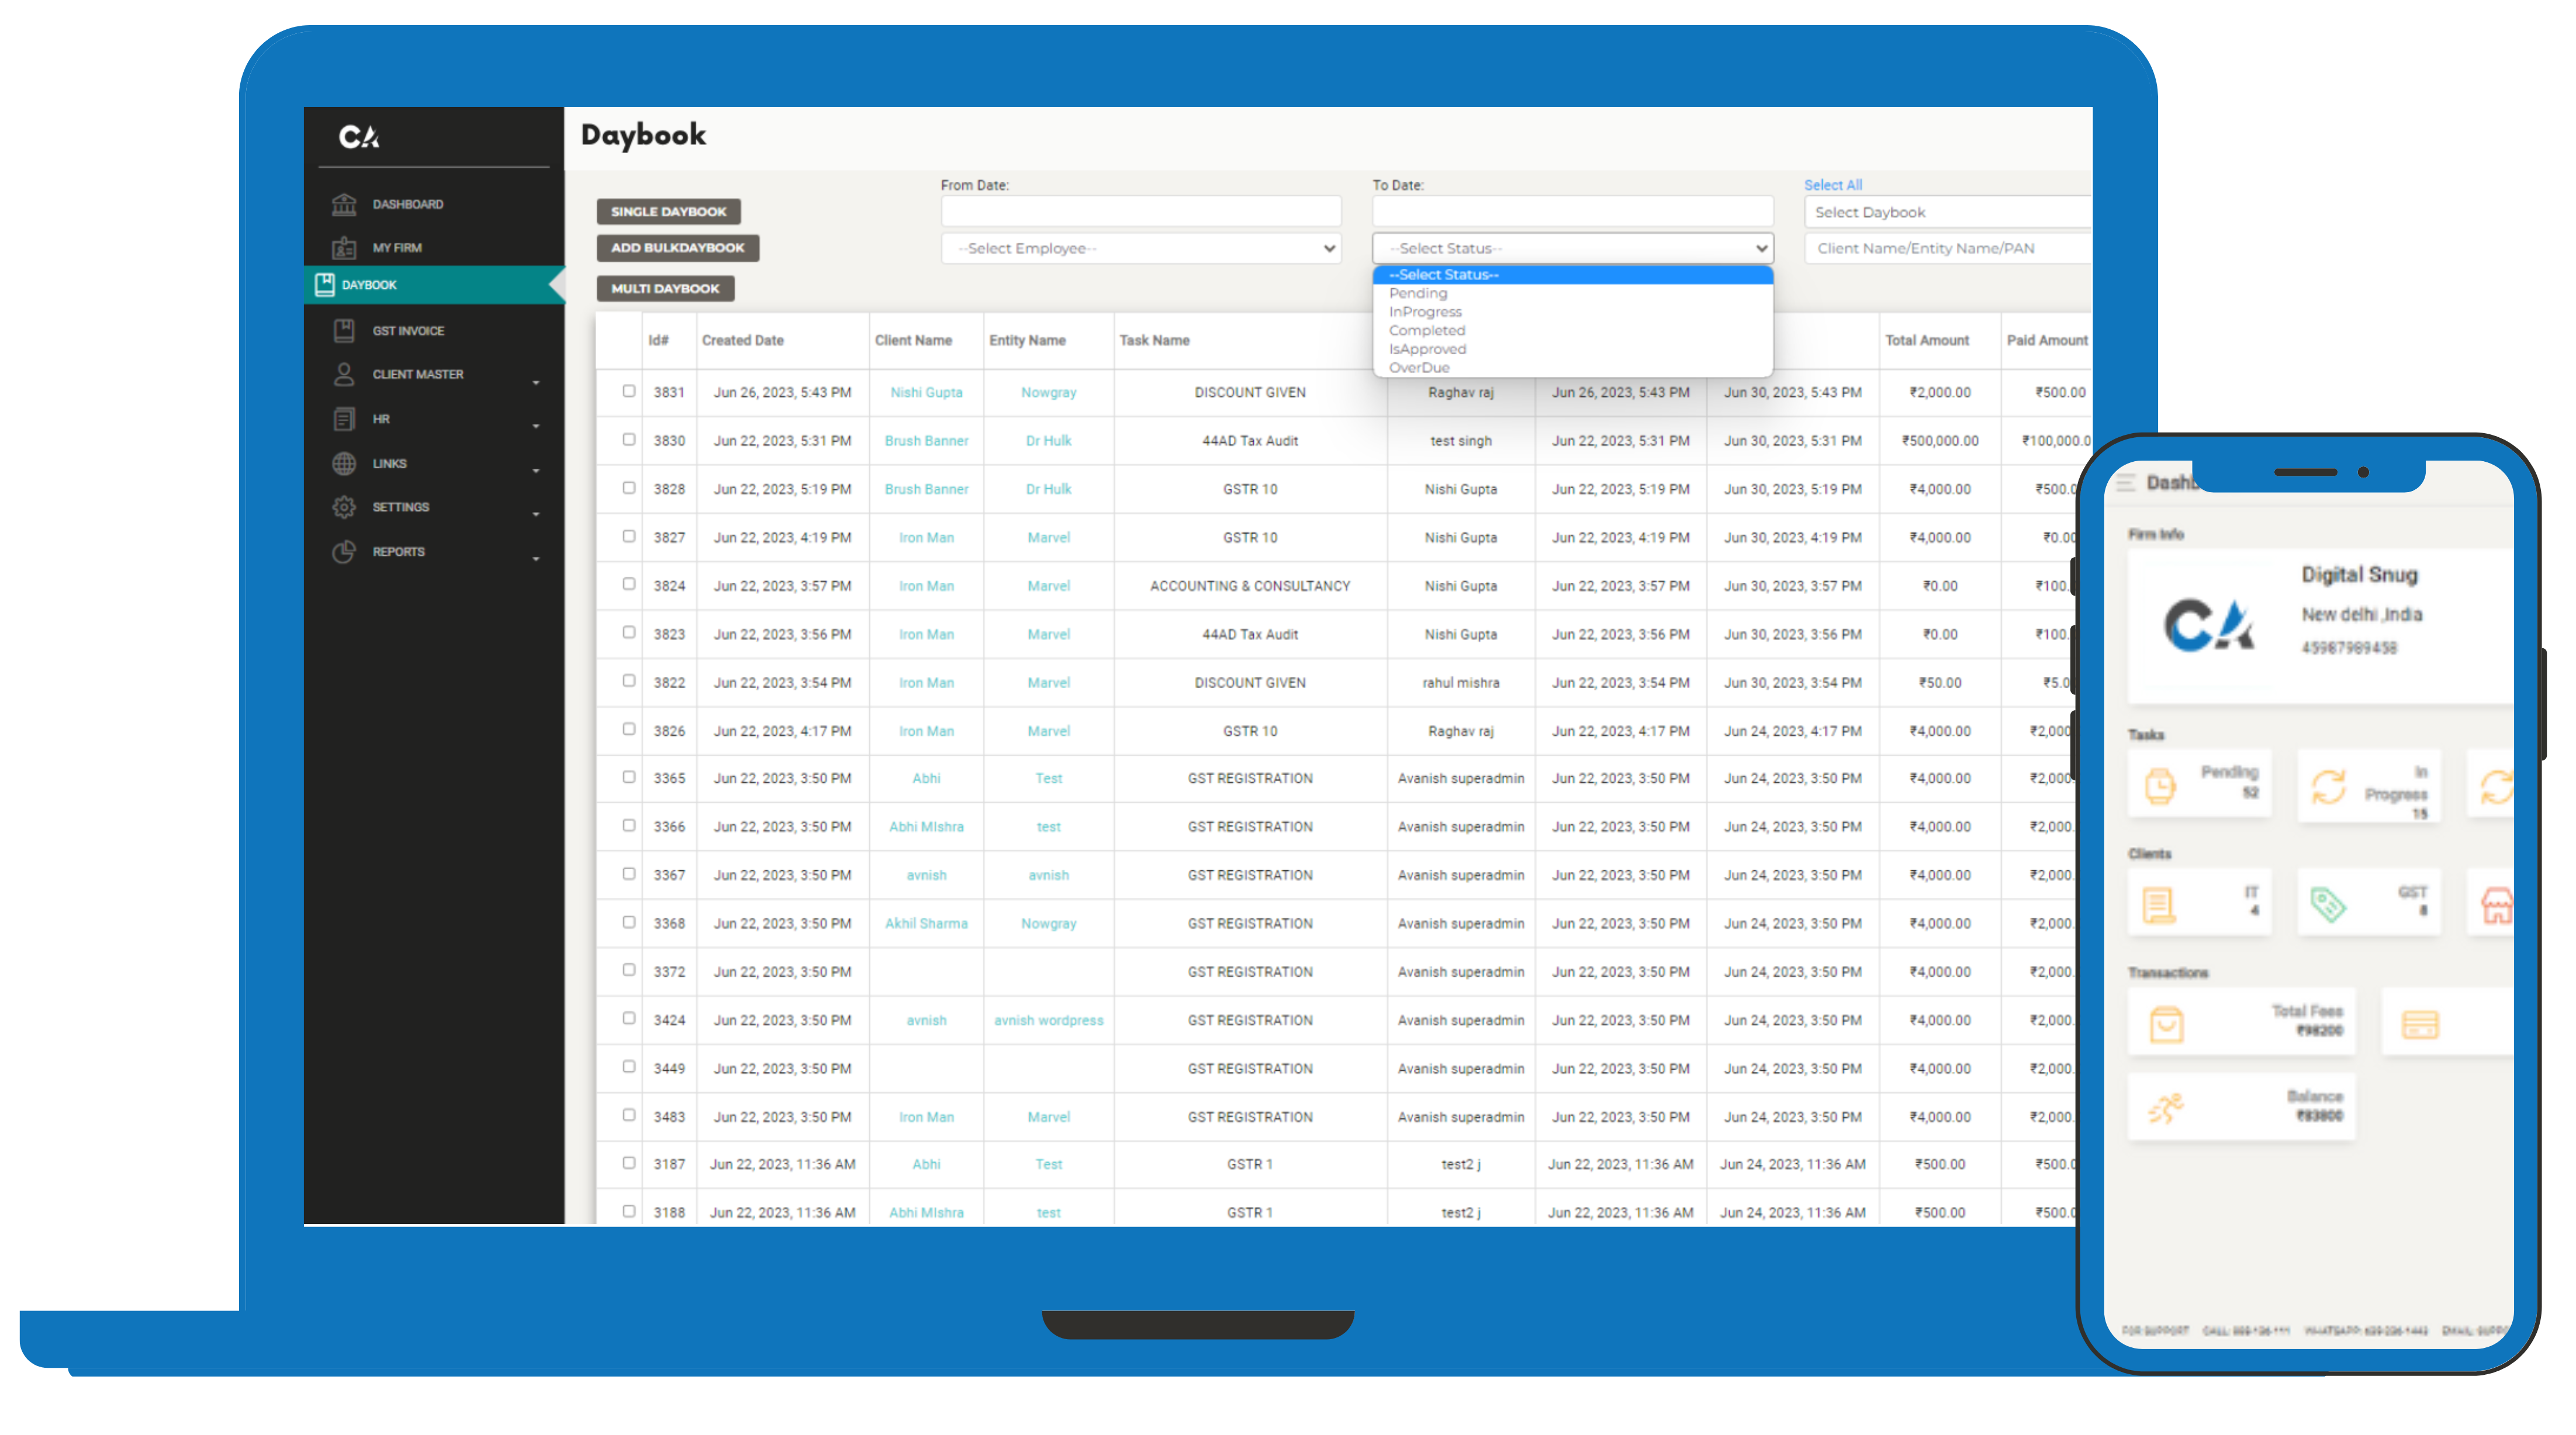 CA
DASHBOARD
MY FIRM
DAYBOOK
GST INVOICE
CLIENT MASTER
HR
LINKS
SETTINGS
REPORTS
Daybook
SINGLE DAYBOOK
ADD BULKDAYBOOK
MULTI DAYBOOK
From Date:
To Date:
Select All
Select Daybook
--Select Employee--
--Select Status--
Client Name/Entity Name/PAN
--Select Status--
Pending
InProgress
Completed
IsApproved
OverDue
Id# Created Date Client Name Entity Name Task Name Total Amount Paid Amount
3831 Jun 26, 2023, 5:43 PM Nishi Gupta Nowgray DISCOUNT GIVEN Raghav raj Jun 26, 2023, 5:43 PM Jun 30, 2023, 5:43 PM ₹2,000.00 ₹500.00
3830 Jun 22, 2023, 5:31 PM Brush Banner Dr Hulk 44AD Tax Audit test singh Jun 22, 2023, 5:31 PM Jun 30, 2023, 5:31 PM ₹500,000.00 ₹100,000.0
3828 Jun 22, 2023, 5:19 PM Brush Banner Dr Hulk GSTR 10 Nishi Gupta Jun 22, 2023, 5:19 PM Jun 30, 2023, 5:19 PM ₹4,000.00 ₹500.0
3827 Jun 22, 2023, 4:19 PM Iron Man Marvel GSTR 10 Nishi Gupta Jun 22, 2023, 4:19 PM Jun 30, 2023, 4:19 PM ₹4,000.00 ₹0.00
3824 Jun 22, 2023, 3:57 PM Iron Man Marvel ACCOUNTING & CONSULTANCY Nishi Gupta Jun 22, 2023, 3:57 PM Jun 30, 2023, 3:57 PM ₹0.00 ₹100.
3823 Jun 22, 2023, 3:56 PM Iron Man Marvel 44AD Tax Audit Nishi Gupta Jun 22, 2023, 3:56 PM Jun 30, 2023, 3:56 PM ₹0.00 ₹100.
3822 Jun 22, 2023, 3:54 PM Iron Man Marvel DISCOUNT GIVEN rahul mishra Jun 22, 2023, 3:54 PM Jun 30, 2023, 3:54 PM ₹50.00 ₹5.0
3826 Jun 22, 2023, 4:17 PM Iron Man Marvel GSTR 10 Raghav raj Jun 22, 2023, 4:17 PM Jun 24, 2023, 4:17 PM ₹4,000.00 ₹2,000
3365 Jun 22, 2023, 3:50 PM Abhi Test GST REGISTRATION Avanish superadmin Jun 22, 2023, 3:50 PM Jun 24, 2023, 3:50 PM ₹4,000.00 ₹2,000.
3366 Jun 22, 2023, 3:50 PM Abhi MIshra test GST REGISTRATION Avanish superadmin Jun 22, 2023, 3:50 PM Jun 24, 2023, 3:50 PM ₹4,000.00 ₹2,000.
3367 Jun 22, 2023, 3:50 PM avnish avnish GST REGISTRATION Avanish superadmin Jun 22, 2023, 3:50 PM Jun 24, 2023, 3:50 PM ₹4,000.00 ₹2,000.
3368 Jun 22, 2023, 3:50 PM Akhil Sharma Nowgray GST REGISTRATION Avanish superadmin Jun 22, 2023, 3:50 PM Jun 24, 2023, 3:50 PM ₹4,000.00 ₹2,000.
3372 Jun 22, 2023, 3:50 PM GST REGISTRATION Avanish superadmin Jun 22, 2023, 3:50 PM Jun 24, 2023, 3:50 PM ₹4,000.00 ₹2,000.
3424 Jun 22, 2023, 3:50 PM avnish avnish wordpress GST REGISTRATION Avanish superadmin Jun 22, 2023, 3:50 PM Jun 24, 2023, 3:50 PM ₹4,000.00 ₹2,000.
3449 Jun 22, 2023, 3:50 PM GST REGISTRATION Avanish superadmin Jun 22, 2023, 3:50 PM Jun 24, 2023, 3:50 PM ₹4,000.00 ₹2,000.
3483 Jun 22, 2023, 3:50 PM Iron Man Marvel GST REGISTRATION Avanish superadmin Jun 22, 2023, 3:50 PM Jun 24, 2023, 3:50 PM ₹4,000.00 ₹2,000.
3187 Jun 22, 2023, 11:36 AM Abhi Test GSTR 1 test2 j Jun 22, 2023, 11:36 AM Jun 24, 2023, 11:36 AM ₹500.00 ₹500.0
3188 Jun 22, 2023, 11:36 AM Abhi MIshra test GSTR 1 test2 j Jun 22, 2023, 11:36 AM Jun 24, 2023, 11:36 AM ₹500.00 ₹500.0
Dashb
Firm Info
CA
Digital Snug
New delhi ,India
45987989458
Tasks
Pending
52
In
Progress
15
Clients
IT
4
GST
8
Transactions
Total Fees
₹98200
Balance
₹83800
FOR SUPPORT CALL: WHATSAPP: EMAIL: